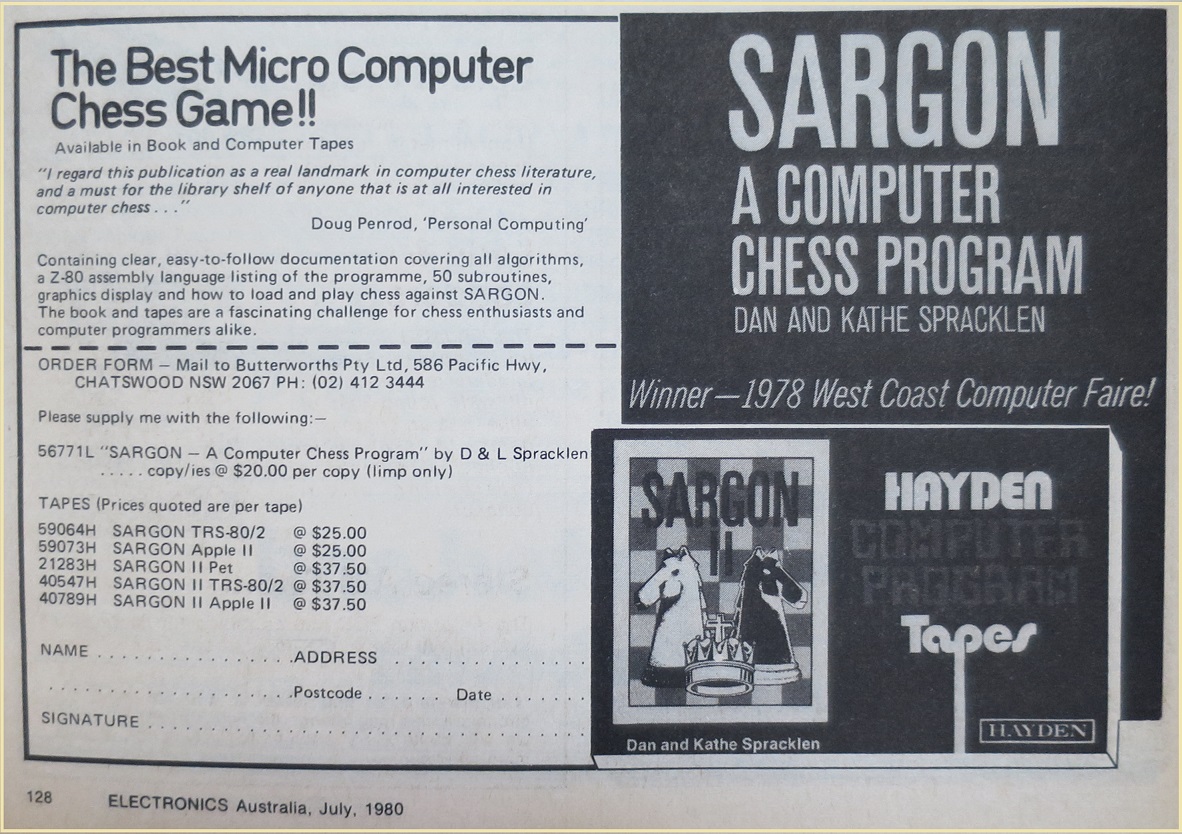 The Best Micro Computer
Chess Game!!
Available in Book and Computer Tapes
"I regard this publication as a real landmark in computer chess literature,
and a must for the library shelf of anyone that is at all interested in
computer chess . . ."
Doug Penrod, 'Personal Computing'
Containing clear, easy-to-follow documentation covering all algorithms,
a Z-80 assembly language listing of the programme, 50 subroutines,
graphics display and how to load and play chess against SARGON.
The book and tapes are a fascinating challenge for chess enthusiasts and
computer programmers alike.
ORDER FORM – Mail to Butterworths Pty Ltd, 586 Pacific Hwy,
CHATSWOOD NSW 2067 PH: (02) 412 3444
Please supply me with the following:–
56771L "SARGON – A Computer Chess Program" by D & L Spracklen
. . . . . copy/ies @ $20.00 per copy (limp only)
TAPES (Prices quoted are per tape)
59064H SARGON TRS-80/2 @ $25.00
59073H SARGON Apple II @ $25.00
21283H SARGON II Pet @ $37.50
40547H SARGON II TRS-80/2 @ $37.50
40789H SARGON II Apple II @ $37.50
NAME . . . . . . . . . . . . . . . . . .ADDRESS . . . . . . . . . . . . . . . . .
. . . . . . . . . . . . . . . . . . . . . .Postcode . . . . . . . Date . . . . . . . .
SIGNATURE . . . . . . . . . . . . . . . . . . . . . . . . . . . . . . . . . . . . . .
SARGON
A COMPUTER
CHESS PROGRAM
DAN AND KATHE SPRACKLEN
Winner—1978 West Coast Computer Faire!
SARGON
II
Dan and Kathe Spracklen
HAYDEN
COMPUTER
PROGRAM
Tapes
HAYDEN
128 ELECTRONICS Australia, July, 1980